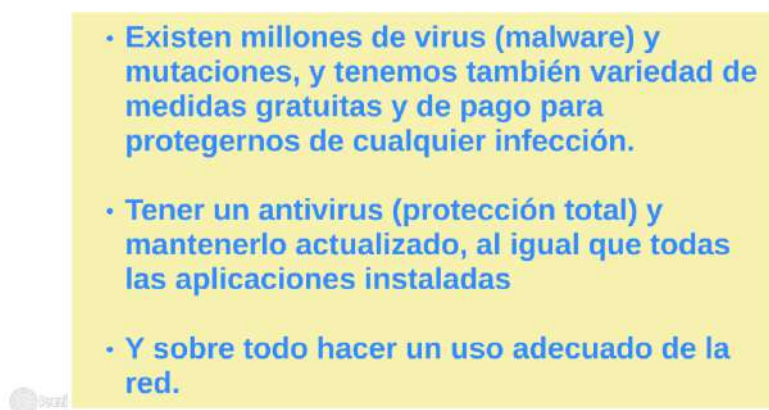 • Existen millones de virus (malware) y
mutaciones, y tenemos también variedad de
medidas gratuitas y de pago para
protegernos de cualquier infección.
• Tener un antivirus (protección total) y
mantenerlo actualizado, al igual que todas
las aplicaciones instaladas
• Y sobre todo hacer un uso adecuado de la
red.